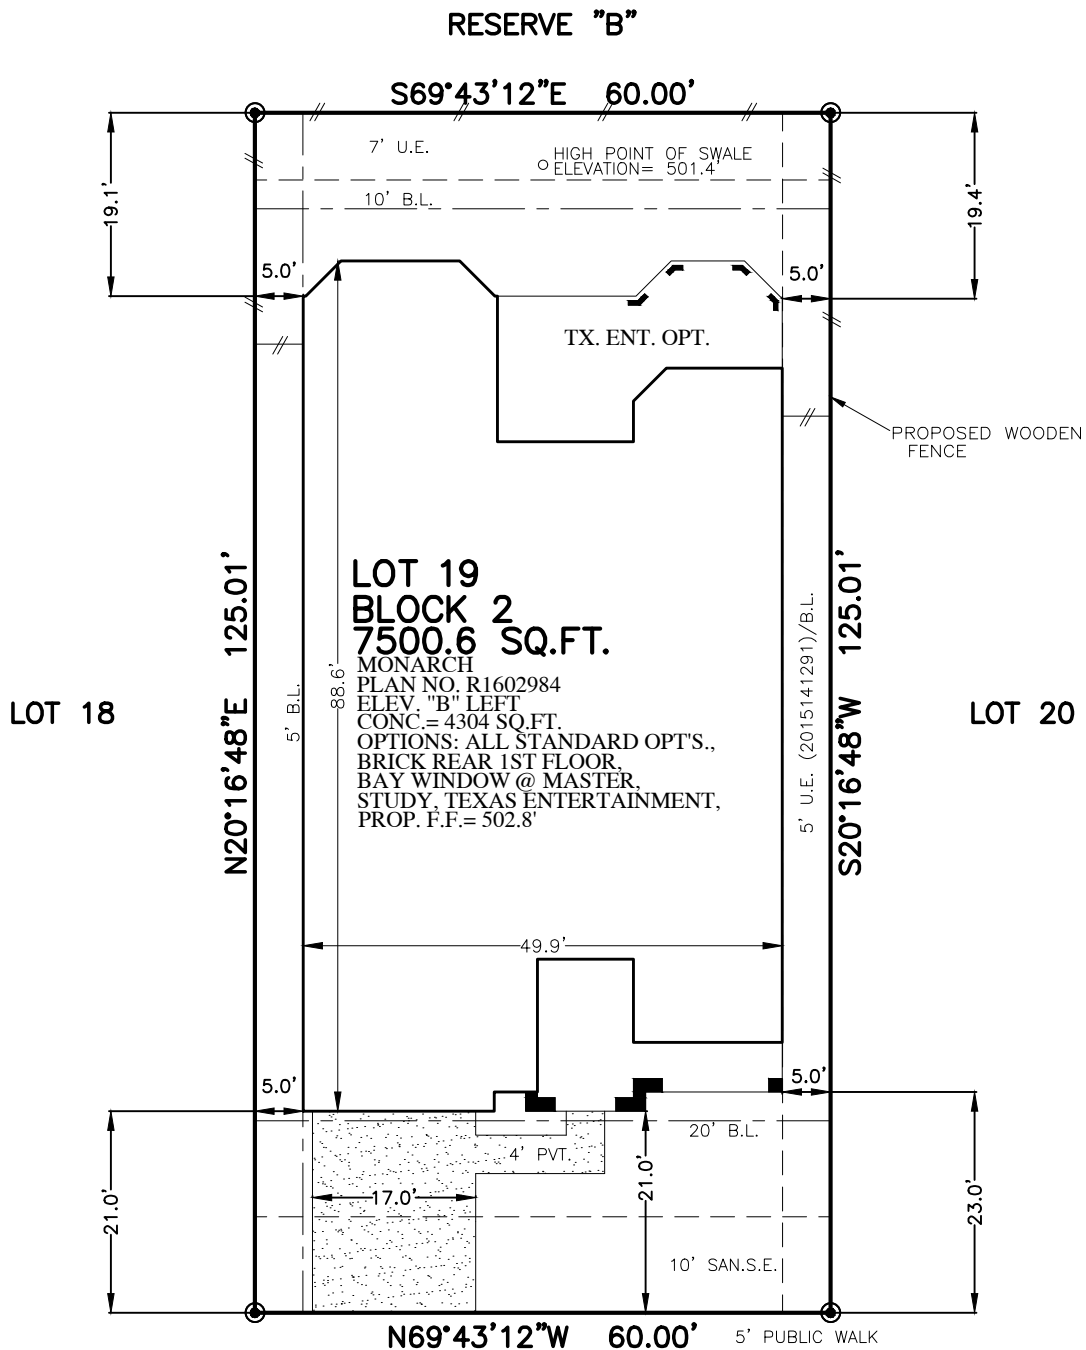 RESERVE "B"
S69°43'12"E 60.00'
7' U.E.
HIGH POINT OF SWALE
ELEVATION= 501.4'
10' B.L.
19.1'
19.4'
5.0'
5.0'
TX. ENT. OPT.
PROPOSED WOODEN
FENCE
N20°16'48"E 125.01'
S20°16'48"W 125.01'
LOT 19
BLOCK 2
7500.6 SQ.FT.
MONARCH
PLAN NO. R1602984
ELEV. "B" LEFT
CONC.= 4304 SQ.FT.
OPTIONS: ALL STANDARD OPT'S.,
BRICK REAR 1ST FLOOR,
BAY WINDOW @ MASTER,
STUDY, TEXAS ENTERTAINMENT,
PROP. F.F.= 502.8'
88.6'
5' B.L.
5' U.E. (2015141291)/B.L.
LOT 18
LOT 20
49.9'
5.0'
5.0'
20' B.L.
4' PVT.
17.0'
21.0'
21.0'
23.0'
10' SAN.S.E.
N69°43'12"W 60.00'
5' PUBLIC WALK